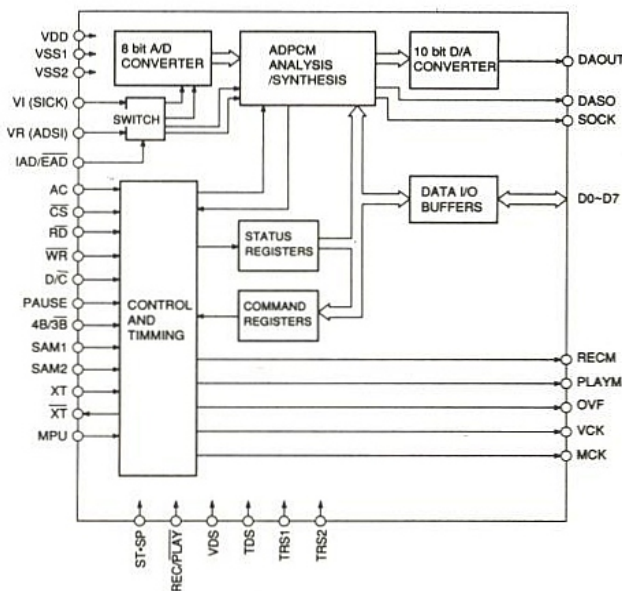 VDD
VSS1
VSS2
VI (SICK)
VR (ADSI)
IAD/EAD
AC
CS
RD
WR
D/C
PAUSE
4B/3B
SAM1
SAM2
XT
XT
MPU
8 bit A/D
CONVERTER
SWITCH
ADPCM
ANALYSIS
/SYNTHESIS
10 bit D/A
CONVERTER
DATA I/O
BUFFERS
STATUS
REGISTERS
COMMAND
REGISTERS
CONTROL
AND
TIMMING
DAOUT
DASO
SOCK
D0~D7
RECM
PLAYM
OVF
VCK
MCK
ST•SP
REC/PLAY
VDS
TDS
TRS1
TRS2